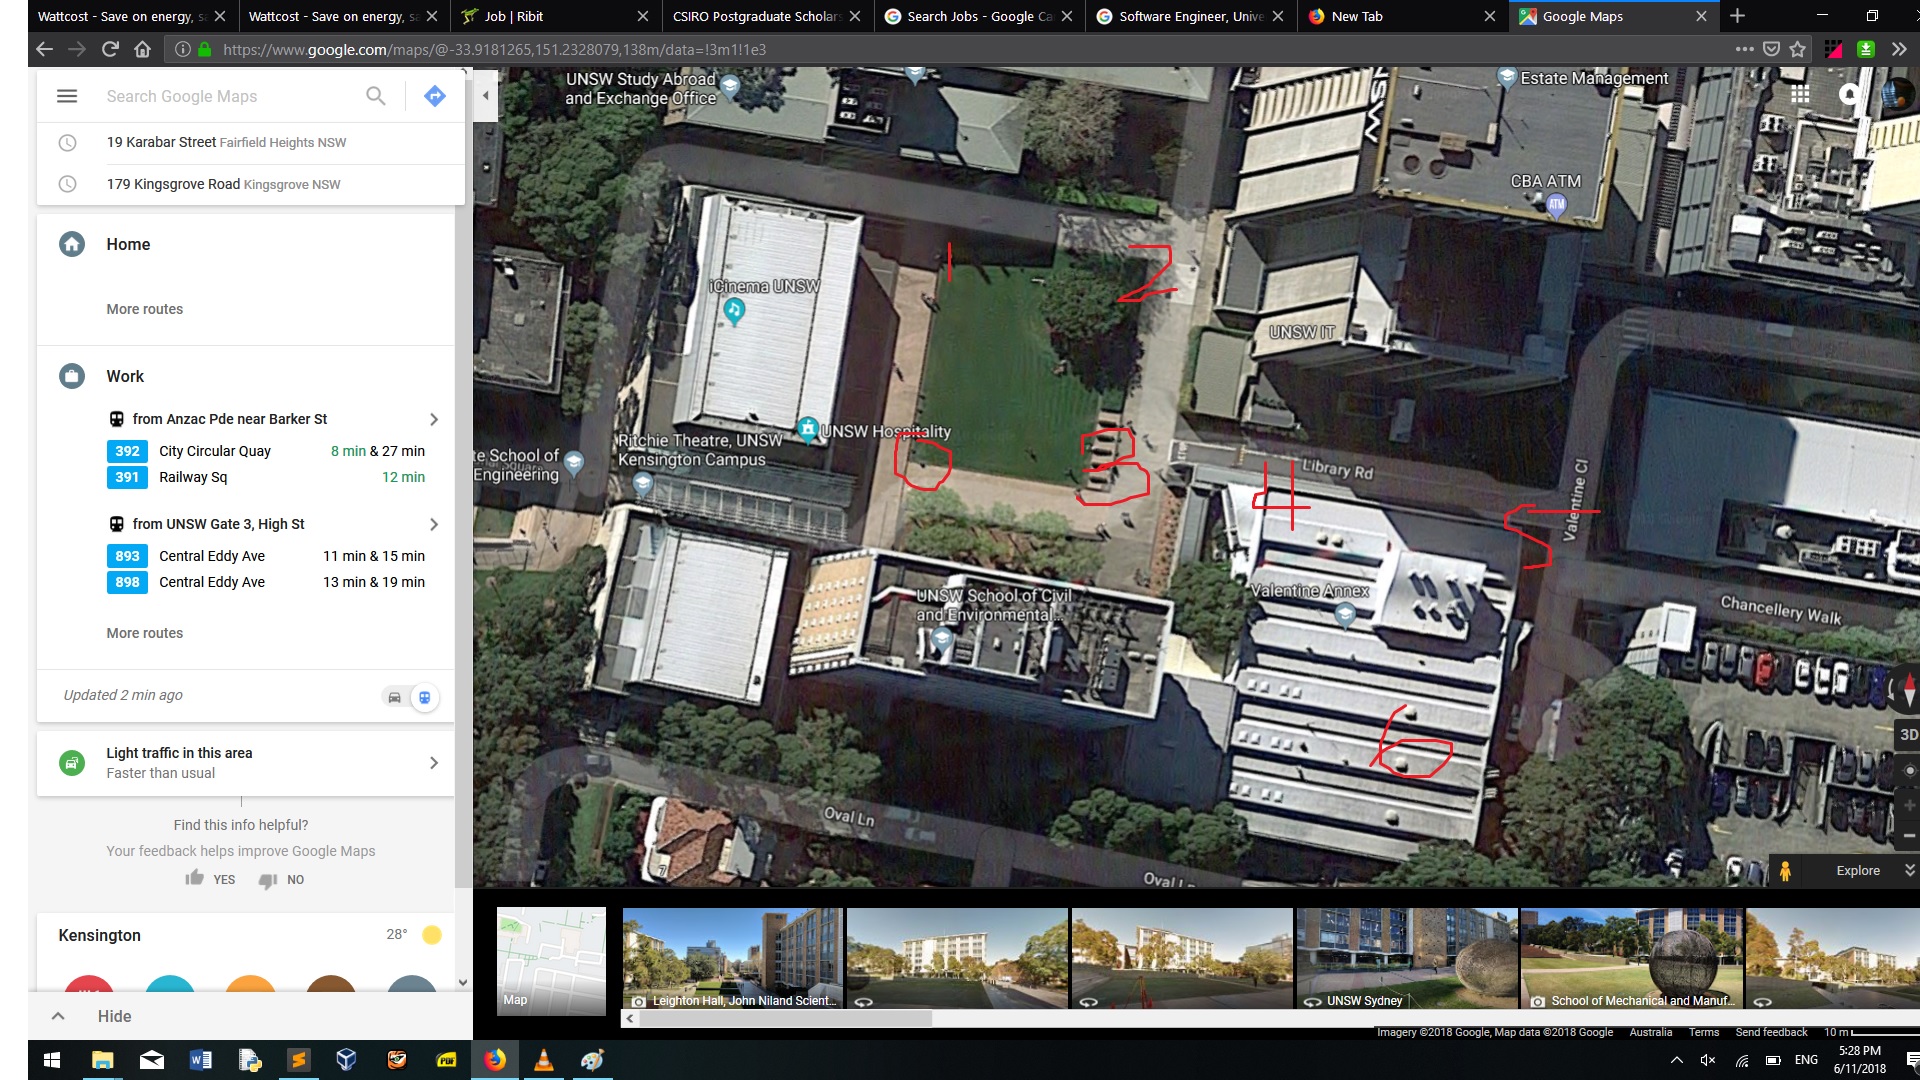 Wattcost - Save on energy, s
Wattcost - Save on energy, s
Job | Ribit
CSIRO Postgraduate Scholars
Search Jobs - Google Ca
Software Engineer, Unive
New Tab
Google Maps
https://www.google.com/maps/@-33.9181265,151.2328079,138m/data=!3m1!1e3
Search Google Maps
19 Karabar Street Fairfield Heights NSW
179 Kingsgrove Road Kingsgrove NSW
Home
More routes
Work
from Anzac Pde near Barker St
392 City Circular Quay 8 min & 27 min
391 Railway Sq 12 min
from UNSW Gate 3, High St
893 Central Eddy Ave 11 min & 15 min
898 Central Eddy Ave 13 min & 19 min
More routes
Updated 2 min ago
Light traffic in this area
Faster than usual
Find this info helpful?
Your feedback helps improve Google Maps
YES NO
Kensington 28°
Hide
UNSW Study Abroad
and Exchange Office
Estate Management
UNSW
CBA ATM
ATM
1
2
iCinema UNSW
UNSW IT
UNSW Hospitality
Ritchie Theatre, UNSW
Kensington Campus
te School of
Engineering
0
3
4
5
Library Rd
Valentine Cl
UNSW School of Civil
and Environmental...
Valentine Annex
Chancellery Walk
6
Oval Ln
7
Oval L
3D
Explore
Map
Leighton Hall, John Niland Scient...
UNSW Sydney
School of Mechanical and Manuf...
Imagery ©2018 Google, Map data ©2018 Google Australia Terms Send feedback 10 m
PDF
ENG
5:28 PM
6/11/2018